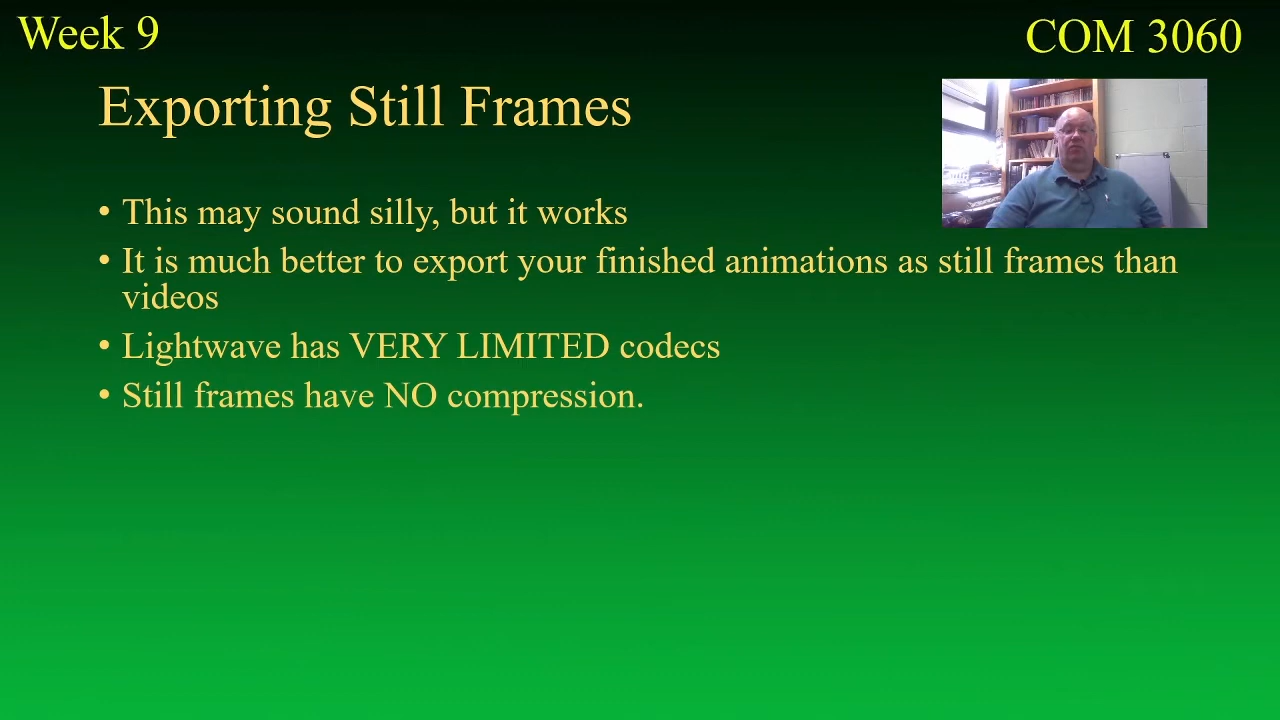 Week 9
COM 3060
Exporting Still Frames
• This may sound silly, but it works
• It is much better to export your finished animations as still frames than
videos
• Lightwave has VERY LIMITED codecs
• Still frames have NO compression.